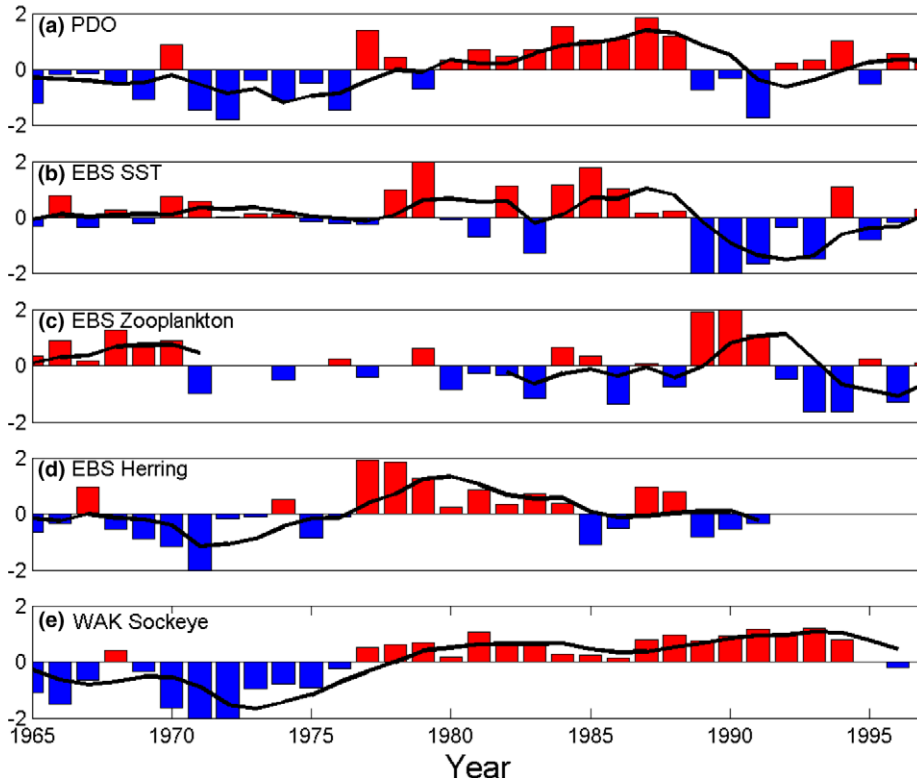 2
(a) PDO
0
-2
2
(b) EBS SST
0
-2
2
(c) EBS Zooplankton
0
-2
2
(d) EBS Herring
0
-2
2
(e) WAK Sockeye
0
-2
1965 1970 1975 1980 1985 1990 1995
Year